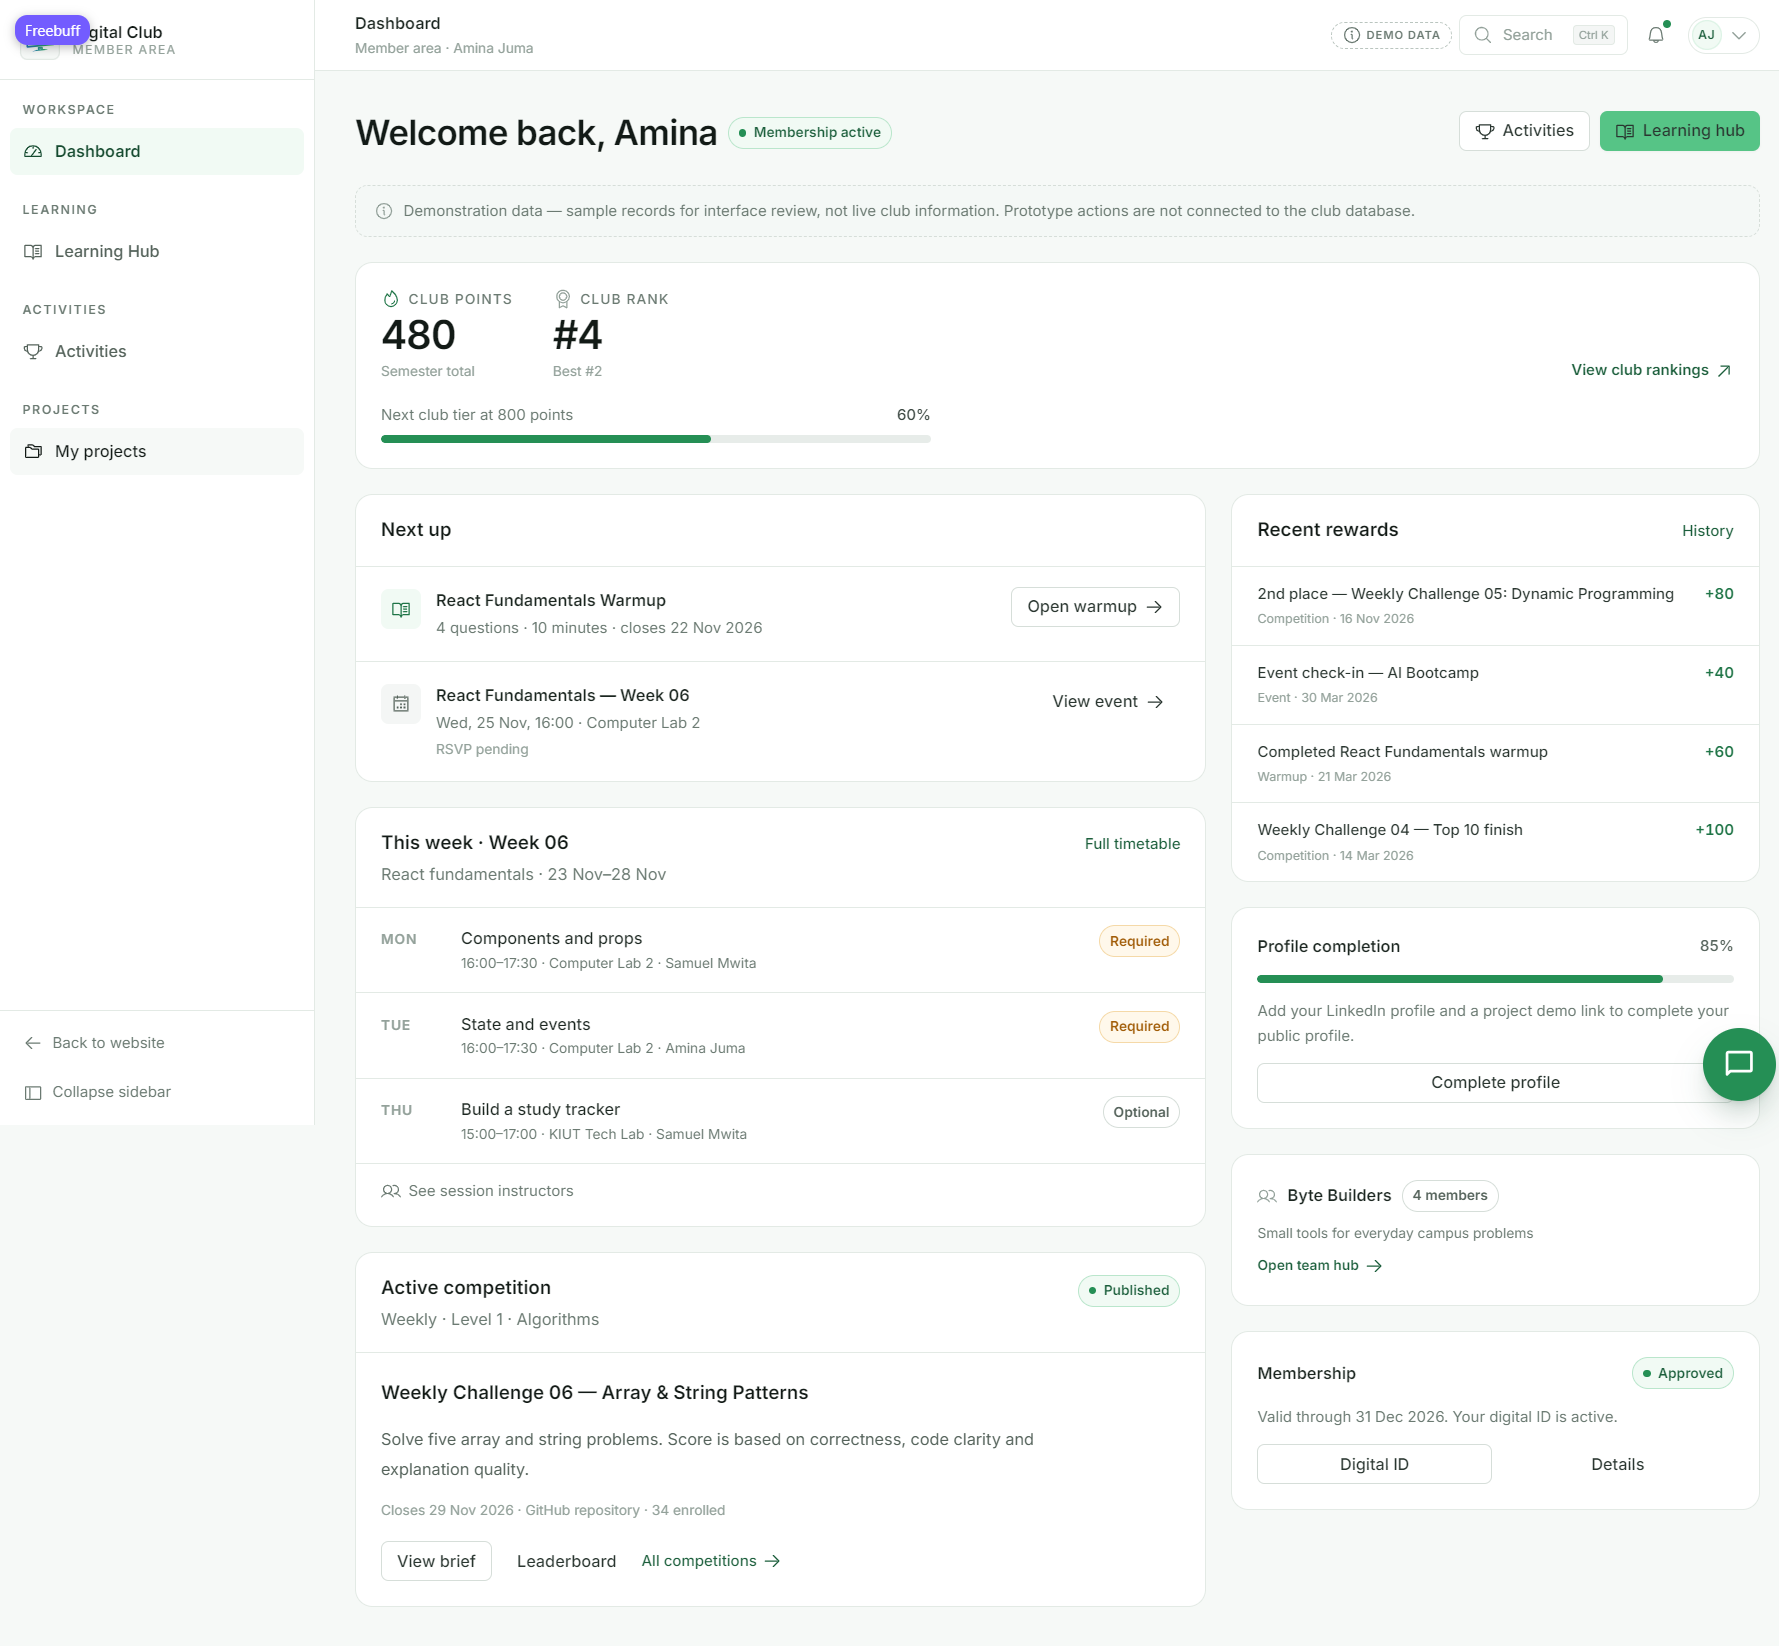 Freebuff
gital Club
MEMBER AREA
WORKSPACE
Dashboard
LEARNING
Learning Hub
ACTIVITIES
Activities
PROJECTS
My projects
Back to website
Collapse sidebar
Dashboard
Member area · Amina Juma
DEMO DATA
Search
Ctrl K
AJ
Welcome back, Amina
Membership active
Activities
Learning hub
Demonstration data — sample records for interface review, not live club information. Prototype actions are not connected to the club database.
CLUB POINTS
480
Semester total
CLUB RANK
#4
Best #2
View club rankings
Next club tier at 800 points
60%
Next up
React Fundamentals Warmup
4 questions · 10 minutes · closes 22 Nov 2026
Open warmup
React Fundamentals — Week 06
Wed, 25 Nov, 16:00 · Computer Lab 2
RSVP pending
View event
This week · Week 06
React fundamentals · 23 Nov–28 Nov
Full timetable
MON
Components and props
16:00–17:30 · Computer Lab 2 · Samuel Mwita
Required
TUE
State and events
16:00–17:30 · Computer Lab 2 · Amina Juma
Required
THU
Build a study tracker
15:00–17:00 · KIUT Tech Lab · Samuel Mwita
Optional
See session instructors
Active competition
Weekly · Level 1 · Algorithms
Published
Weekly Challenge 06 — Array & String Patterns
Solve five array and string problems. Score is based on correctness, code clarity and
explanation quality.
Closes 29 Nov 2026 · GitHub repository · 34 enrolled
View brief
Leaderboard
All competitions
Recent rewards
History
2nd place — Weekly Challenge 05: Dynamic Programming
+80
Competition · 16 Nov 2026
Event check-in — AI Bootcamp
+40
Event · 30 Mar 2026
Completed React Fundamentals warmup
+60
Warmup · 21 Mar 2026
Weekly Challenge 04 — Top 10 finish
+100
Competition · 14 Mar 2026
Profile completion
85%
Add your LinkedIn profile and a project demo link to complete your
public profile.
Complete profile
Byte Builders
4 members
Small tools for everyday campus problems
Open team hub
Membership
Approved
Valid through 31 Dec 2026. Your digital ID is active.
Digital ID
Details